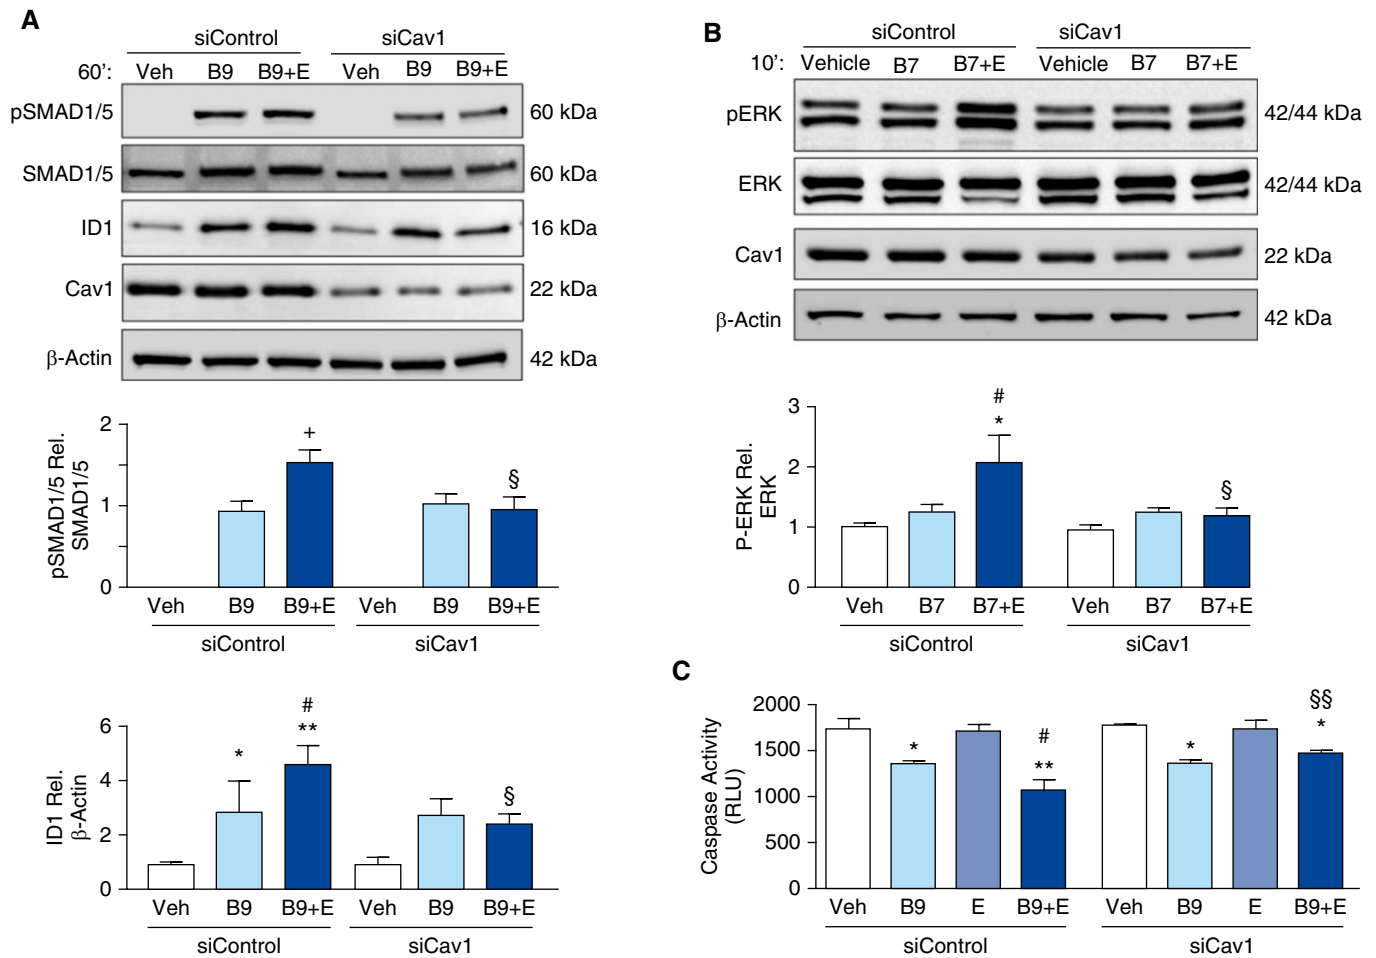 A
siControl siCav1
60': Veh B9 B9+E Veh B9 B9+E
pSMAD1/5 60 kDa
SMAD1/5 60 kDa
ID1 16 kDa
Cav1 22 kDa
β-Actin 42 kDa
pSMAD1/5 Rel.
SMAD1/5
2
1
0
+
§
Veh B9 B9+E Veh B9 B9+E
siControl siCav1
ID1 Rel.
β-Actin
6
4
2
0
*
#
**
§
Veh B9 B9+E Veh B9 B9+E
siControl siCav1
B
siControl siCav1
10': Vehicle B7 B7+E Vehicle B7 B7+E
pERK 42/44 kDa
ERK 42/44 kDa
Cav1 22 kDa
β-Actin 42 kDa
P-ERK Rel.
ERK
3
2
1
0
#
*
§
Veh B7 B7+E Veh B7 B7+E
siControl siCav1
C
Caspase Activity
(RLU)
2000
1500
1000
500
0
*
#
**
*
§§
*
Veh B9 E B9+E Veh B9 E B9+E
siControl siCav1